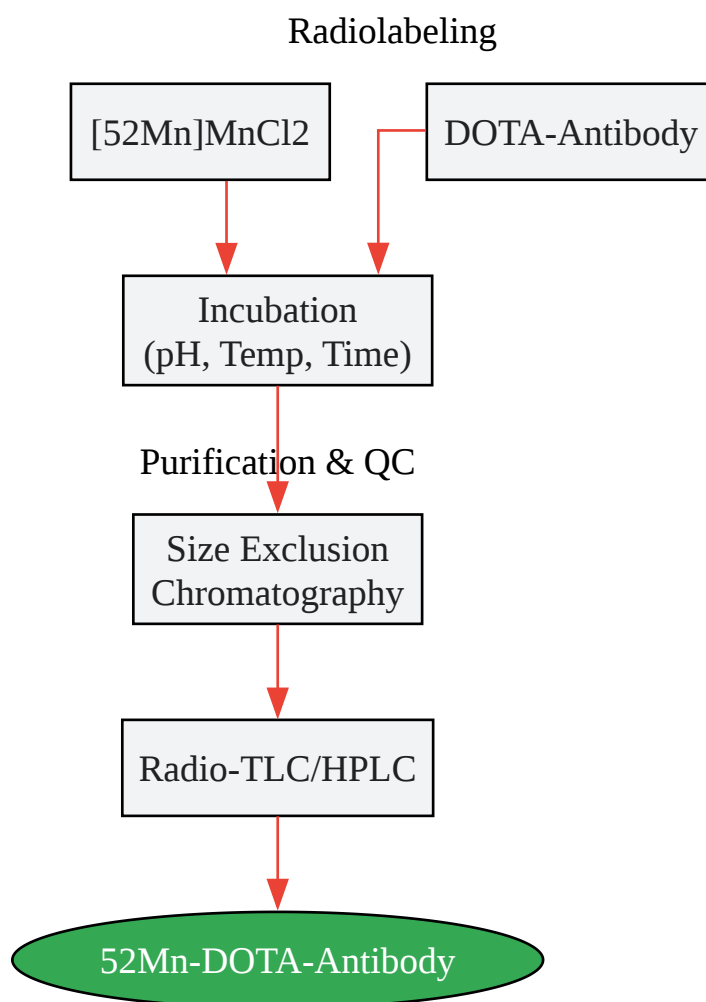 Radiolabeling
[52Mn]MnCl2
DOTA-Antibody
Incubation
(pH, Temp, Time)
Purification & QC
Size Exclusion
Chromatography
Radio-TLC/HPLC
52Mn-DOTA-Antibody